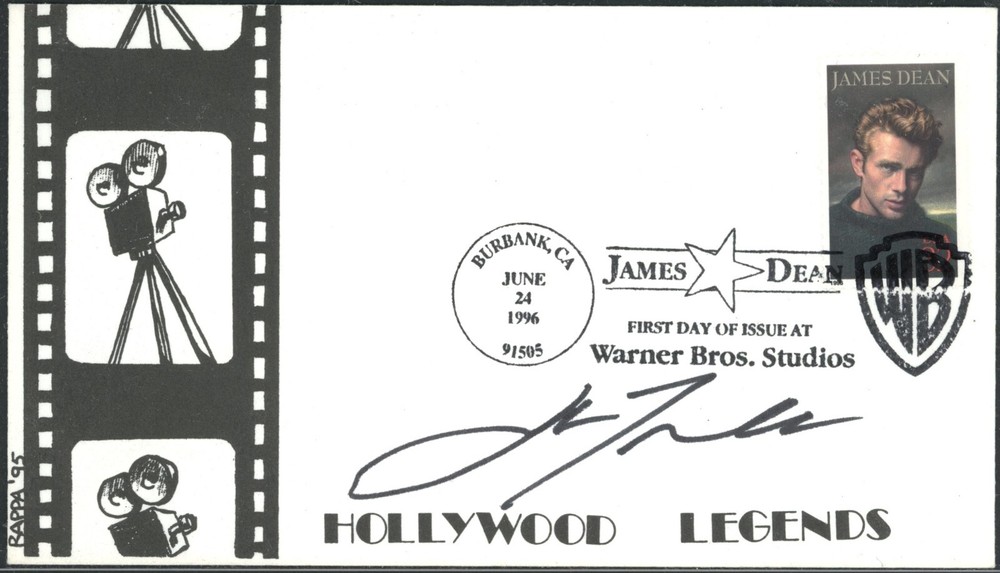 JAMES DEAN
BURBANK, CA
JUNE
24
1996
91505
JAMES DEAN
FIRST DAY OF ISSUE AT
Warner Bros. Studios
WB
HOLLYWOOD LEGENDS
RAPPA '95